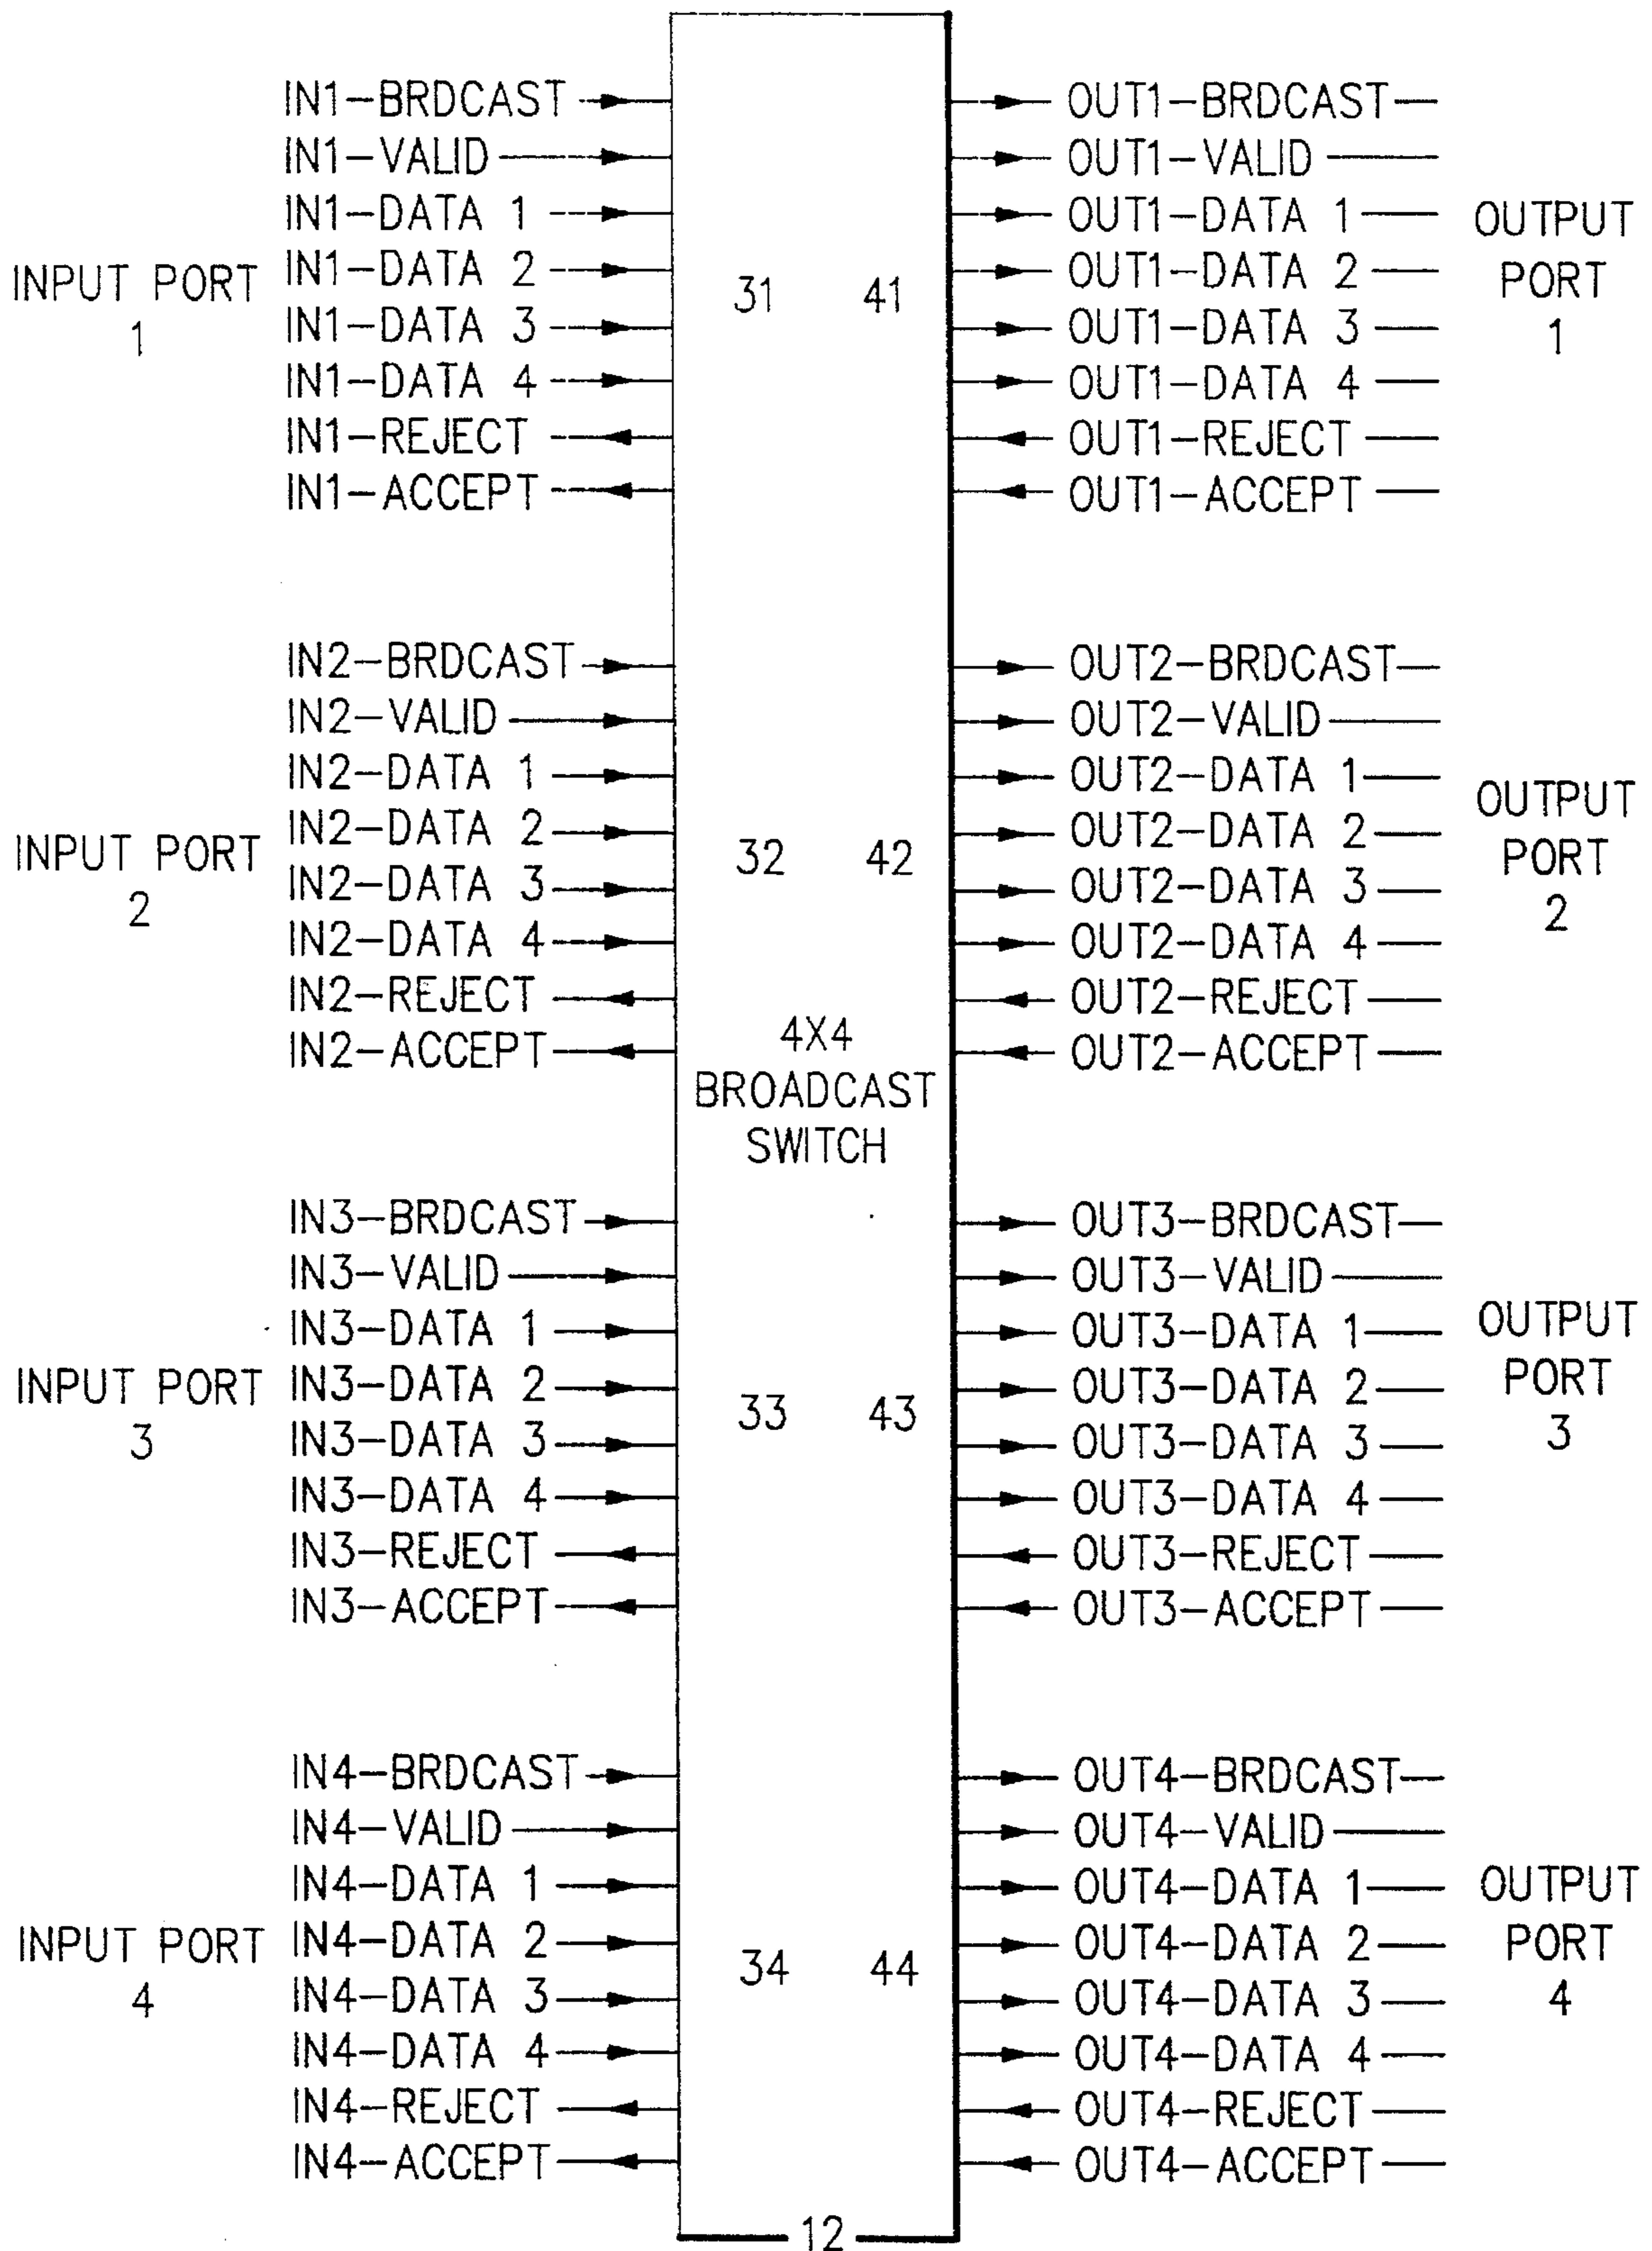 INPUT PORT
1
IN1-BRDCAST
IN1-VALID
IN1-DATA 1
IN1-DATA 2
IN1-DATA 3
IN1-DATA 4
IN1-REJECT
IN1-ACCEPT
31 41
OUT1-BRDCAST
OUT1-VALID
OUT1-DATA 1
OUT1-DATA 2
OUT1-DATA 3
OUT1-DATA 4
OUT1-REJECT
OUT1-ACCEPT
OUTPUT
PORT
1
INPUT PORT
2
IN2-BRDCAST
IN2-VALID
IN2-DATA 1
IN2-DATA 2
IN2-DATA 3
IN2-DATA 4
IN2-REJECT
IN2-ACCEPT
32 42
4X4
BROADCAST
SWITCH
OUT2-BRDCAST
OUT2-VALID
OUT2-DATA 1
OUT2-DATA 2
OUT2-DATA 3
OUT2-DATA 4
OUT2-REJECT
OUT2-ACCEPT
OUTPUT
PORT
2
INPUT PORT
3
IN3-BRDCAST
IN3-VALID
IN3-DATA 1
IN3-DATA 2
IN3-DATA 3
IN3-DATA 4
IN3-REJECT
IN3-ACCEPT
33 43
OUT3-BRDCAST
OUT3-VALID
OUT3-DATA 1
OUT3-DATA 2
OUT3-DATA 3
OUT3-DATA 4
OUT3-REJECT
OUT3-ACCEPT
OUTPUT
PORT
3
INPUT PORT
4
IN4-BRDCAST
IN4-VALID
IN4-DATA 1
IN4-DATA 2
IN4-DATA 3
IN4-DATA 4
IN4-REJECT
IN4-ACCEPT
34 44
OUT4-BRDCAST
OUT4-VALID
OUT4-DATA 1
OUT4-DATA 2
OUT4-DATA 3
OUT4-DATA 4
OUT4-REJECT
OUT4-ACCEPT
OUTPUT
PORT
4
12